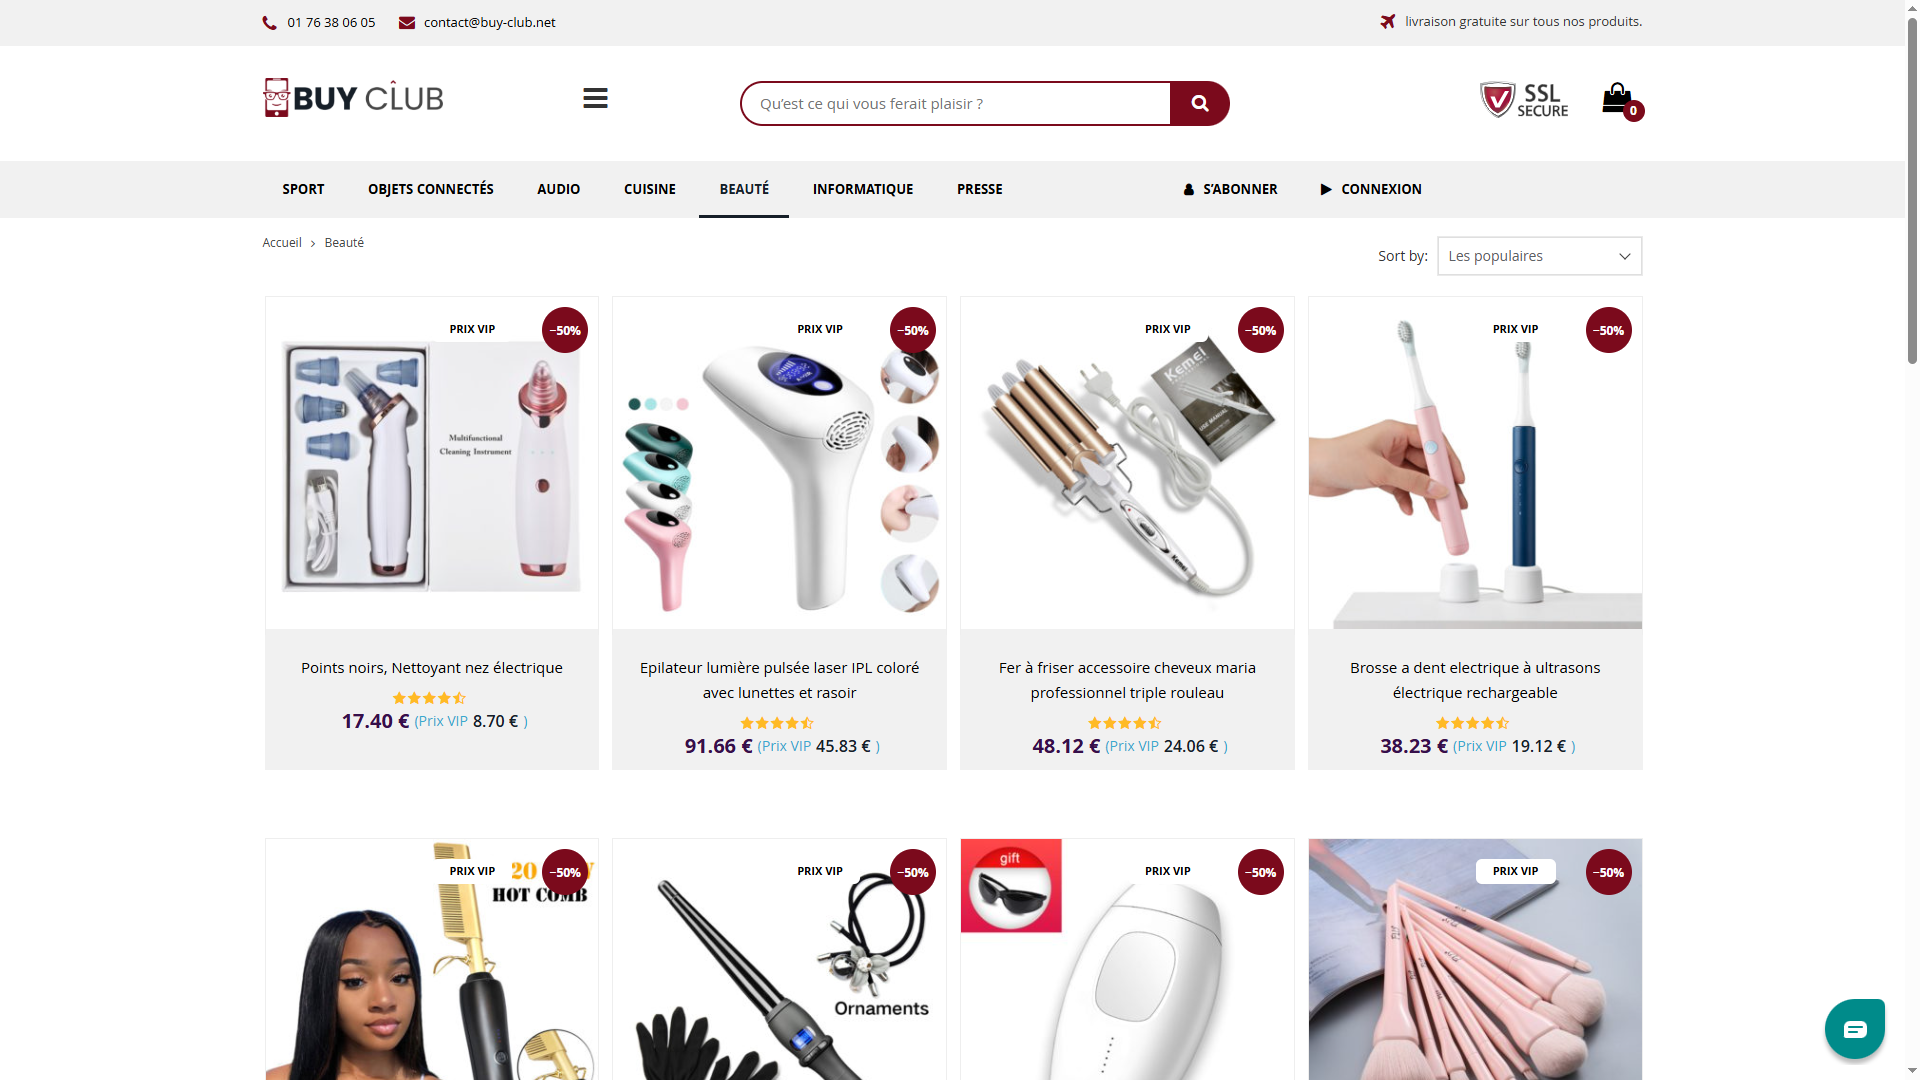 01 76 38 06 05
contact@buy-club.net
livraison gratuite sur tous nos produits.
BUY CLUB
Qu'est ce qui vous ferait plaisir ?
SSL
SECURE
0
SPORT
OBJETS CONNECTÉS
AUDIO
CUISINE
BEAUTÉ
INFORMATIQUE
PRESSE
S'ABONNER
CONNEXION
Accueil > Beauté
Sort by:
Les populaires
PRIX VIP
−50%
Multifunctional
Cleaning Instrument
Points noirs, Nettoyant nez électrique
17.40 € (Prix VIP 8.70 € )
PRIX VIP
−50%
Epilateur lumière pulsée laser IPL coloré
avec lunettes et rasoir
91.66 € (Prix VIP 45.83 € )
PRIX VIP
−50%
Kemei
USE MANUAL
Kemei
Fer à friser accessoire cheveux maria
professionnel triple rouleau
48.12 € (Prix VIP 24.06 € )
PRIX VIP
−50%
Brosse a dent electrique à ultrasons
électrique rechargeable
38.23 € (Prix VIP 19.12 € )
PRIX VIP
−50%
20
HOT COMB
PRIX VIP
−50%
Ornaments
gift
PRIX VIP
−50%
PRIX VIP
−50%